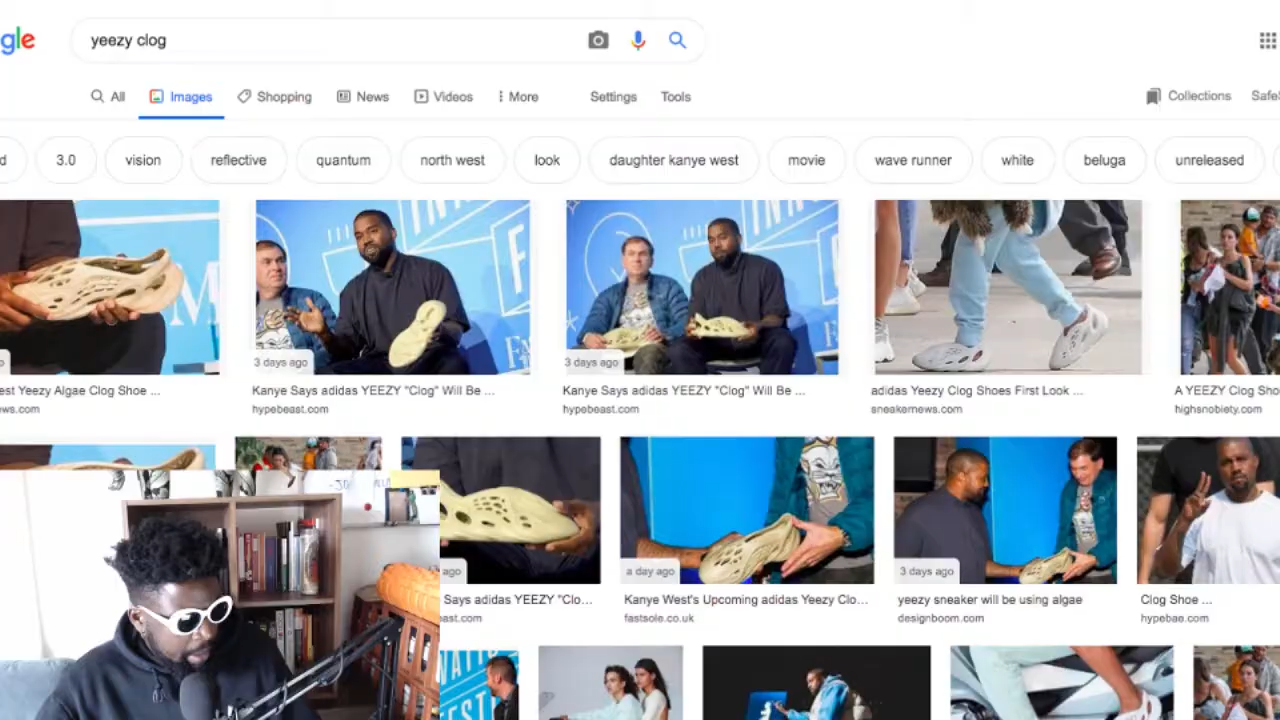 gle
yeezy clog
All
Images
Shopping
News
Videos
More
Settings
Tools
Collections
SafeS
d
3.0
vision
reflective
quantum
north west
look
daughter kanye west
movie
wave runner
white
beluga
unreleased
3 days ago
3 days ago
est Yeezy Algae Clog Shoe ...
ws.com
Kanye Says adidas YEEZY "Clog" Will Be ...
hypebeast.com
Kanye Says adidas YEEZY "Clog" Will Be ...
hypebeast.com
adidas Yeezy Clog Shoes First Look ...
sneakernews.com
A YEEZY Clog Sho
highsnobiety.com
ago
a day ago
3 days ago
Says adidas YEEZY "Clo...
ast.com
Kanye West's Upcoming adidas Yeezy Clo...
fastsole.co.uk
yeezy sneaker will be using algae
designboom.com
Clog Shoe ...
hypebae.com